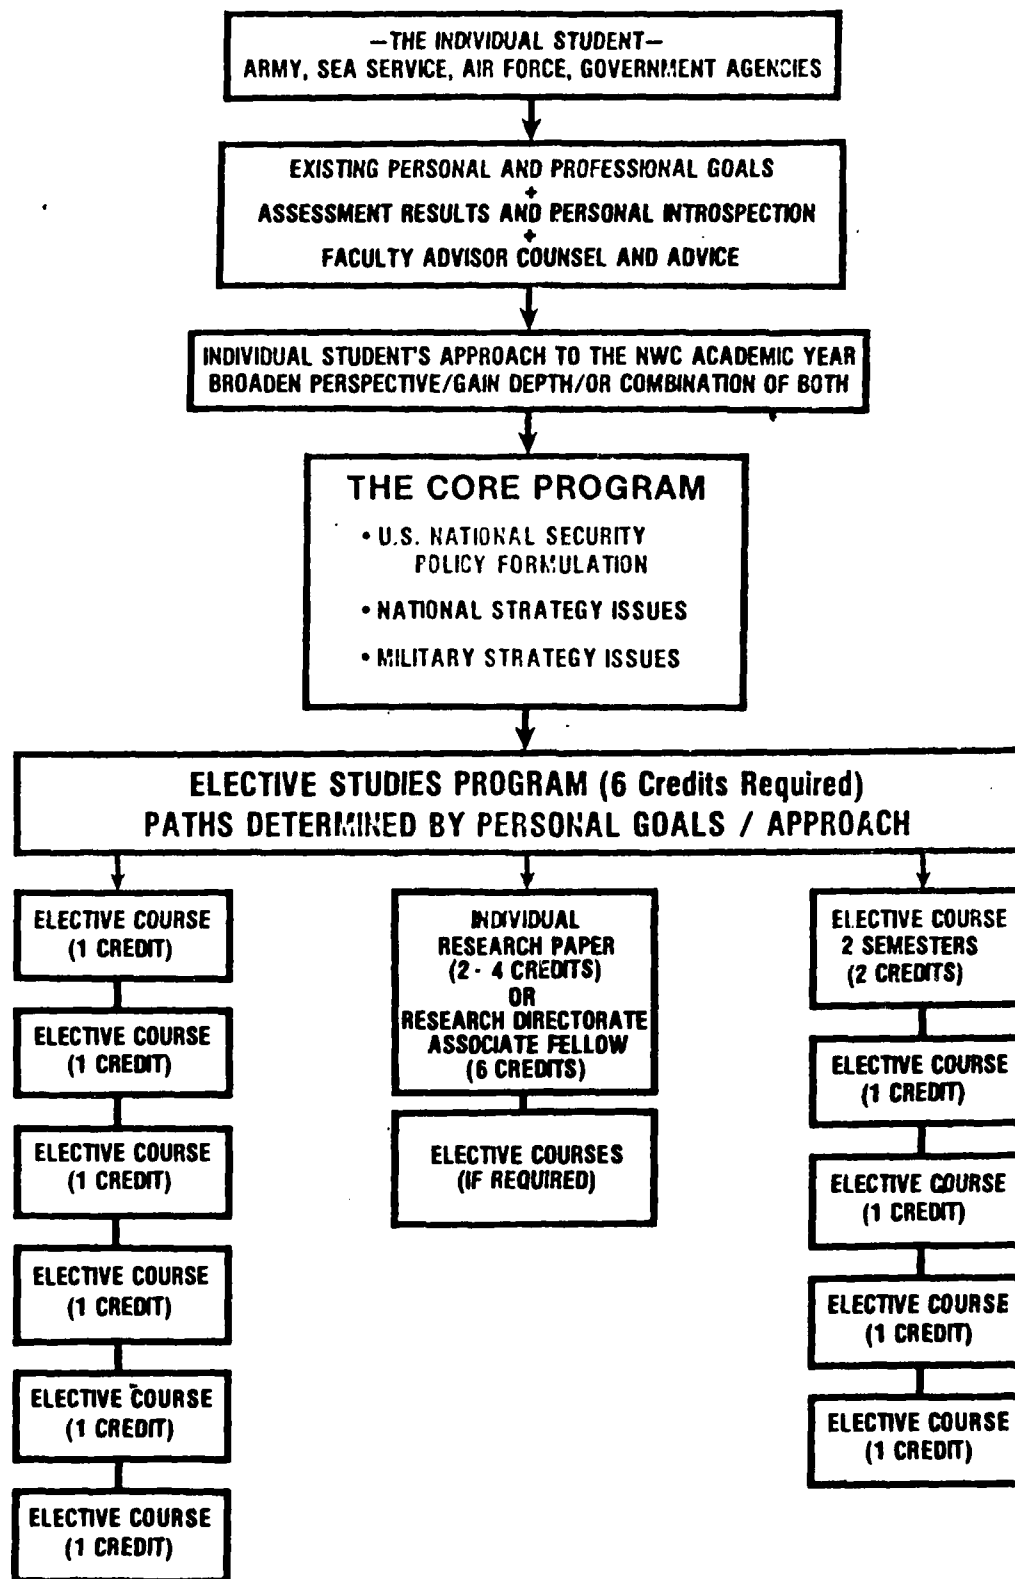 —THE INDIVIDUAL STUDENT—
ARMY, SEA SERVICE, AIR FORCE, GOVERNMENT AGENCIES
EXISTING PERSONAL AND PROFESSIONAL GOALS
+
ASSESSMENT RESULTS AND PERSONAL INTROSPECTION
+
FACULTY ADVISOR COUNSEL AND ADVICE
INDIVIDUAL STUDENT'S APPROACH TO THE NWC ACADEMIC YEAR
BROADEN PERSPECTIVE/GAIN DEPTH/OR COMBINATION OF BOTH
THE CORE PROGRAM
• U.S. NATIONAL SECURITY
POLICY FORMULATION
• NATIONAL STRATEGY ISSUES
• MILITARY STRATEGY ISSUES
ELECTIVE STUDIES PROGRAM (6 Credits Required)
PATHS DETERMINED BY PERSONAL GOALS / APPROACH
ELECTIVE COURSE
(1 CREDIT)
ELECTIVE COURSE
(1 CREDIT)
ELECTIVE COURSE
(1 CREDIT)
ELECTIVE COURSE
(1 CREDIT)
ELECTIVE COURSE
(1 CREDIT)
ELECTIVE COURSE
(1 CREDIT)
INDIVIDUAL
RESEARCH PAPER
(2 - 4 CREDITS)
OR
RESEARCH DIRECTORATE
ASSOCIATE FELLOW
(6 CREDITS)
ELECTIVE COURSES
(IF REQUIRED)
ELECTIVE COURSE
2 SEMESTERS
(2 CREDITS)
ELECTIVE COURSE
(1 CREDIT)
ELECTIVE COURSE
(1 CREDIT)
ELECTIVE COURSE
(1 CREDIT)
ELECTIVE COURSE
(1 CREDIT)